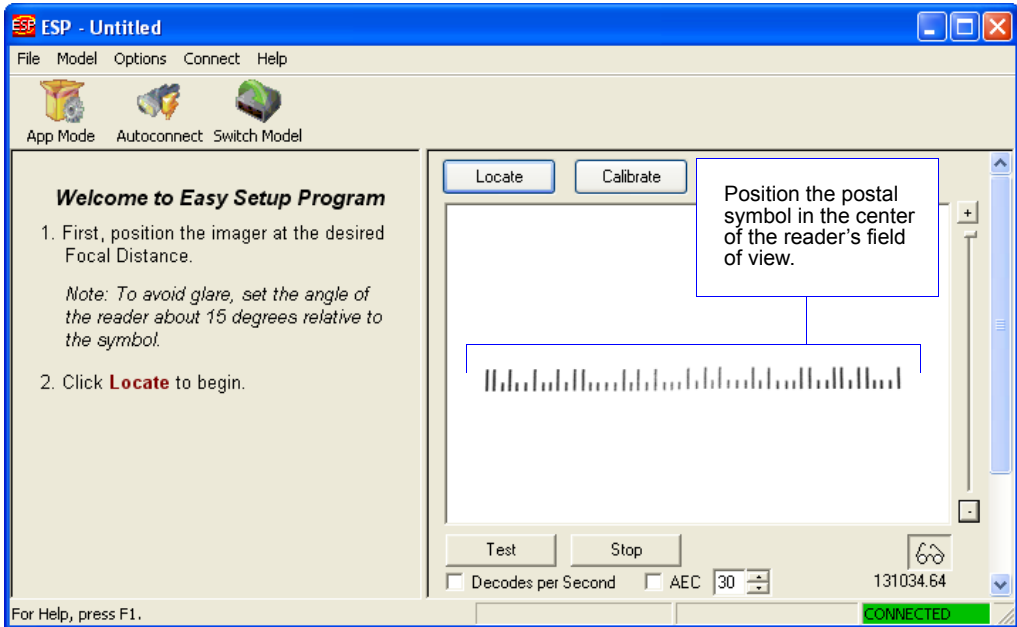 ESP - Untitled
File Model Options Connect Help
App Mode Autoconnect Switch Model
Welcome to Easy Setup Program
1. First, position the imager at the desired
Focal Distance.
Note: To avoid glare, set the angle of
the reader about 15 degrees relative to
the symbol.
2. Click Locate to begin.
Locate Calibrate
Position the postal
symbol in the center
of the reader's field
of view.
+
-
Test Stop
Decodes per Second AEC 30
131034.64
For Help, press F1.
CONNECTED